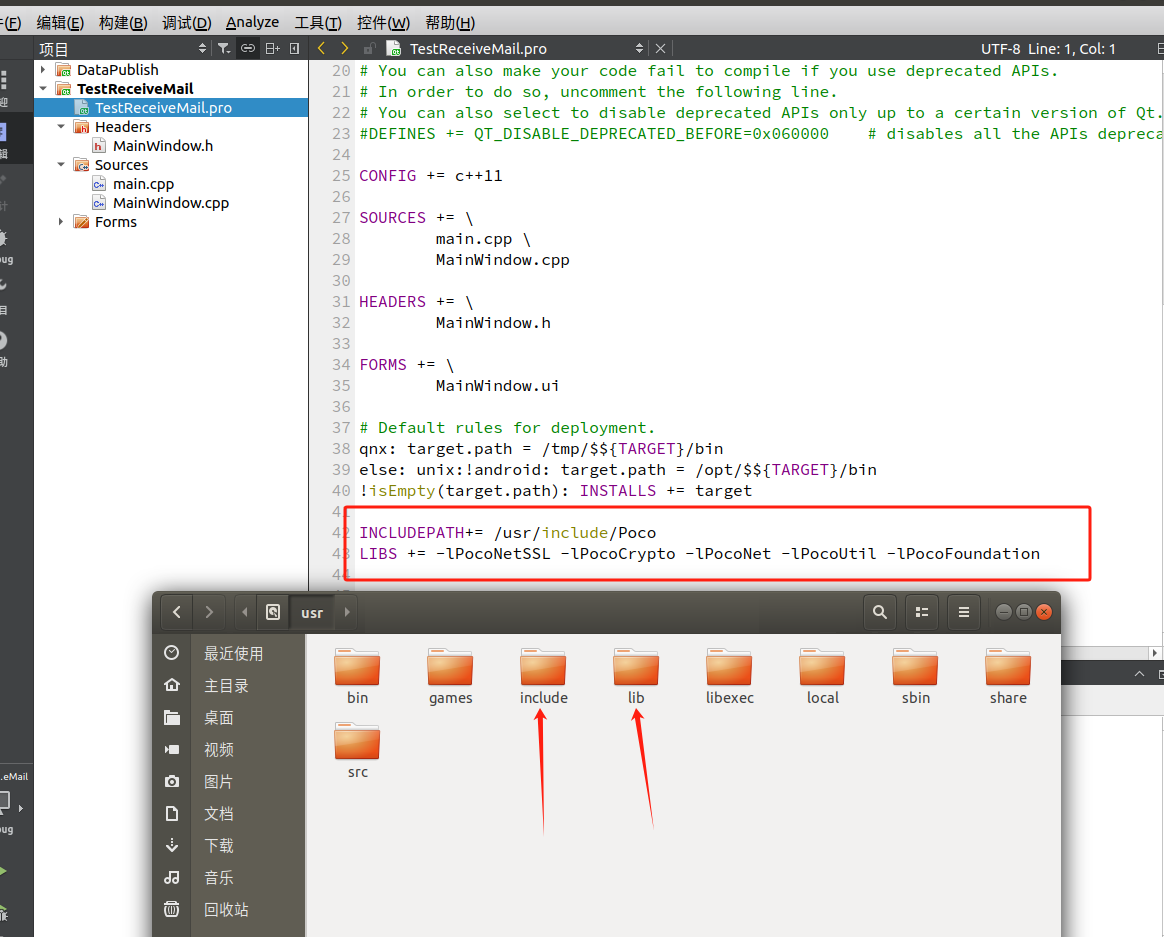 (F) 编辑(E) 构建(B) 调试(D) Analyze 工具(T) 控件(W) 帮助(H)
项目
TestReceiveMail.pro
UTF-8 Line: 1, Col: 1
DataPublish
TestReceiveMail
TestReceiveMail.pro
Headers
MainWindow.h
Sources
main.cpp
MainWindow.cpp
Forms
20 # You can also make your code fail to compile if you use deprecated APIs.
21 # In order to do so, uncomment the following line.
22 # You can also select to disable deprecated APIs only up to a certain version of Qt.
23 #DEFINES += QT_DISABLE_DEPRECATED_BEFORE=0x060000    # disables all the APIs depreca
24
25 CONFIG += c++11
26
27 SOURCES += \
28         main.cpp \
29         MainWindow.cpp
30
31 HEADERS += \
32         MainWindow.h
33
34 FORMS += \
35         MainWindow.ui
36
37 # Default rules for deployment.
38 qnx: target.path = /tmp/$${TARGET}/bin
39 else: unix:!android: target.path = /opt/$${TARGET}/bin
40 !isEmpty(target.path): INSTALLS += target
41
42 INCLUDEPATH+= /usr/include/Poco
43 LIBS += -lPocoNetSSL -lPocoCrypto -lPocoNet -lPocoUtil -lPocoFoundation
44
usr
最近使用
主目录
桌面
视频
图片
文档
下载
音乐
回收站
bin games include lib libexec local sbin share
src
.eMail